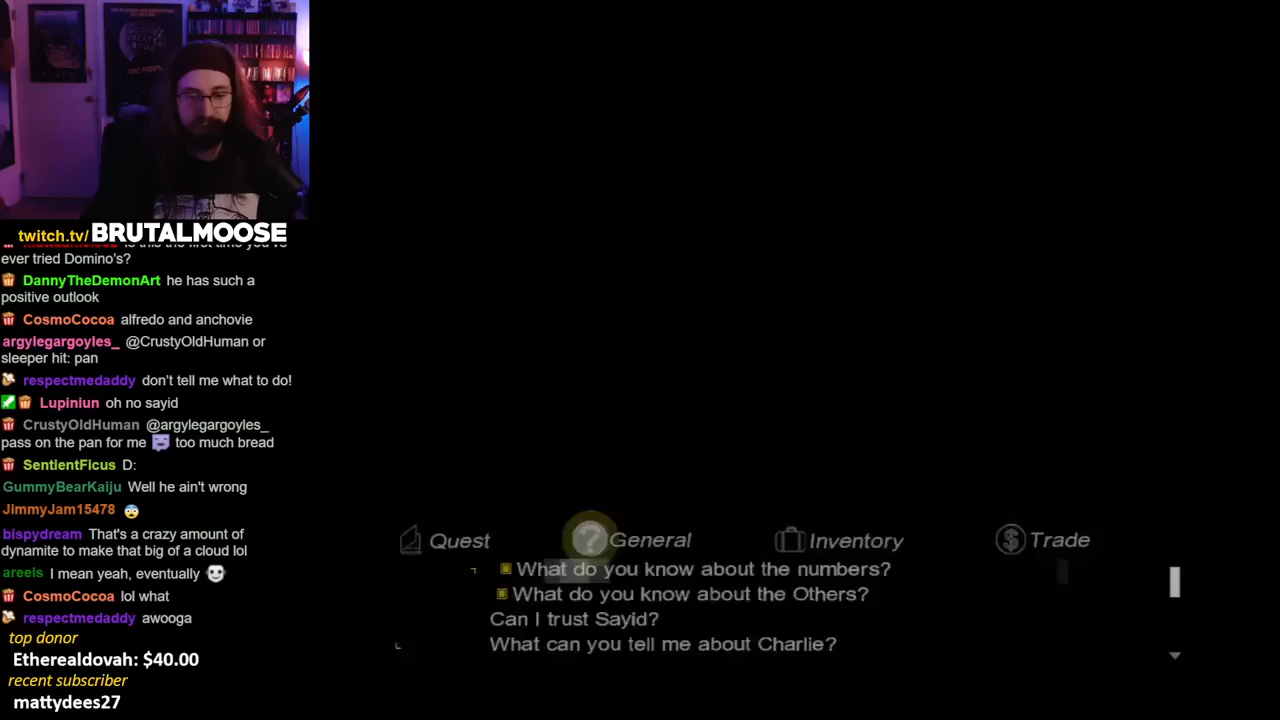 twitch.tv/BRUTALMOOSE
ever tried Domino's?
DannyTheDemonArt he has such a
positive outlook
CosmoCocoa alfredo and anchovie
argylegargoyles_ @CrustyOldHuman or
sleeper hit: pan
respectmedaddy don't tell me what to do!
Lupiniun oh no sayid
CrustyOldHuman @argylegargoyles_
pass on the pan for me too much bread
SentientFicus D:
GummyBearKaiju Well he ain't wrong
JimmyJam15478
bispydream That's a crazy amount of
dynamite to make that big of a cloud lol
areels I mean yeah, eventually
CosmoCocoa lol what
respectmedaddy awooga
top donor
Etherealdovah: $40.00
recent subscriber
mattydees27
Quest General Inventory Trade
What do you know about the numbers?
What do you know about the Others?
Can I trust Sayid?
What can you tell me about Charlie?